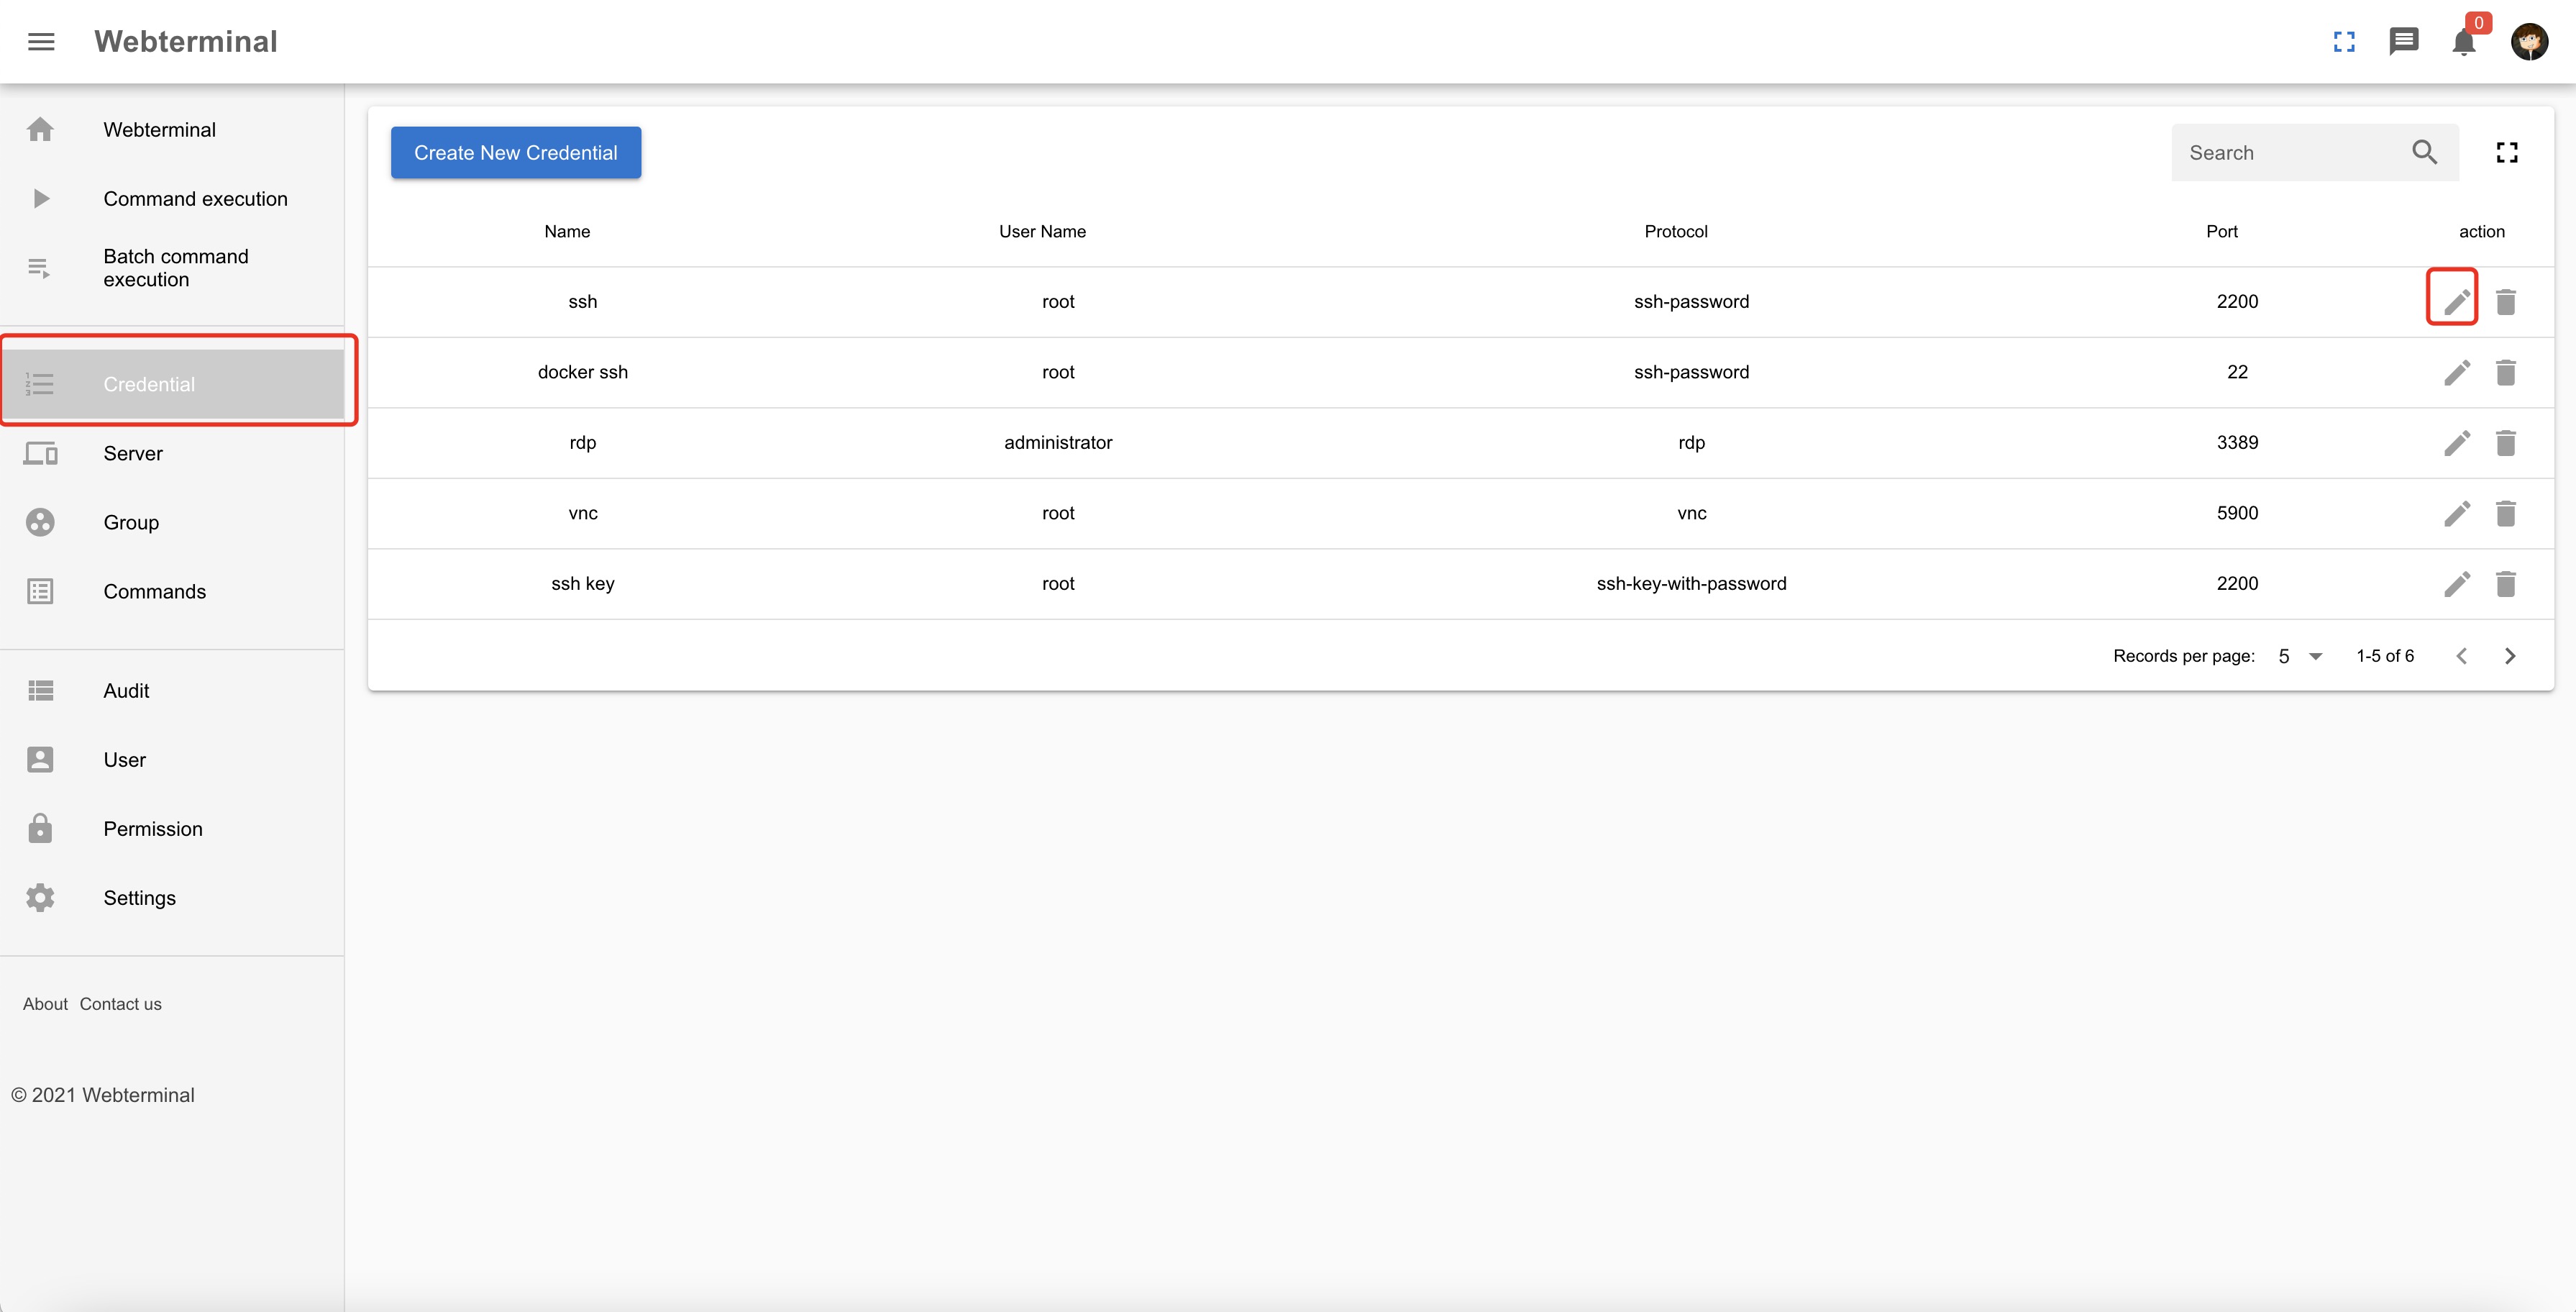 Webterminal
0
Webterminal
Command execution
Batch command
execution
Credential
Server
Group
Commands
Audit
User
Permission
Settings
About Contact us
© 2021 Webterminal
Create New Credential
Search
Name User Name Protocol Port action
ssh root ssh-password 2200
docker ssh root ssh-password 22
rdp administrator rdp 3389
vnc root vnc 5900
ssh key root ssh-key-with-password 2200
Records per page: 5 1-5 of 6